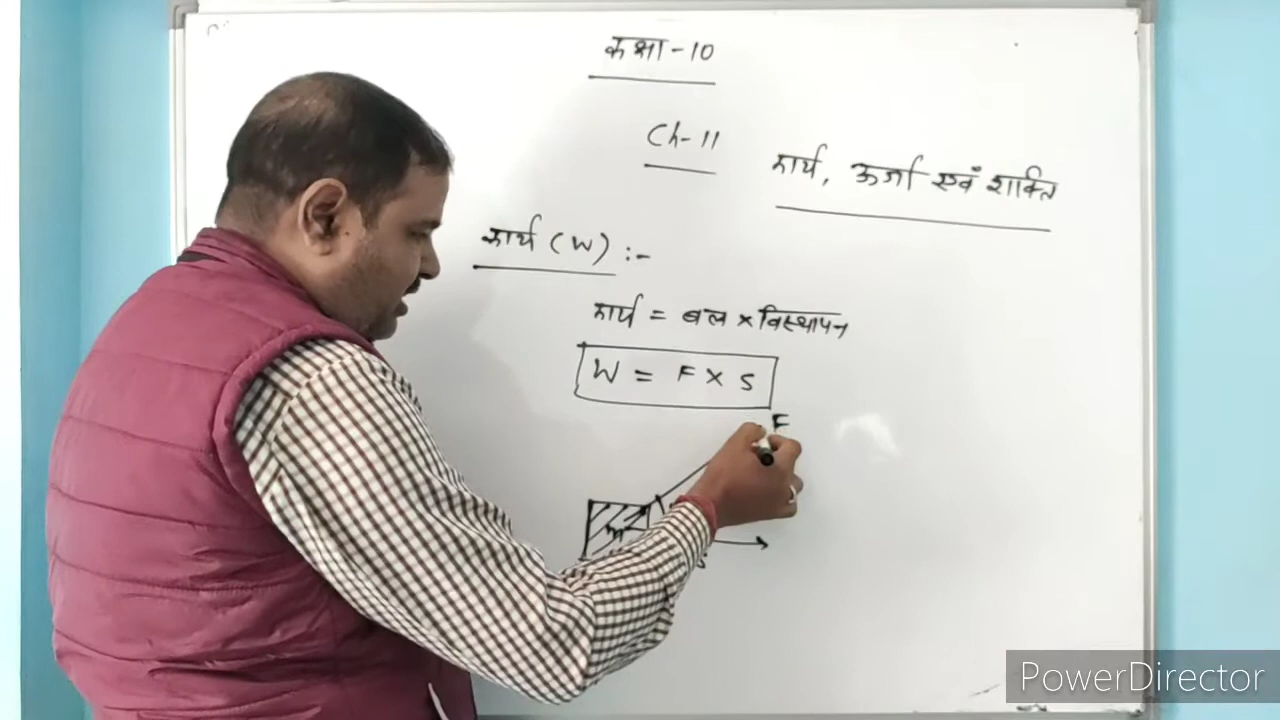 कक्षा - 10
Ch - 11
कार्य, ऊर्जा एवं शक्ति
कार्य (W) :-
कार्य = बल × विस्थापन
W = F × S
F
m
PowerDirector